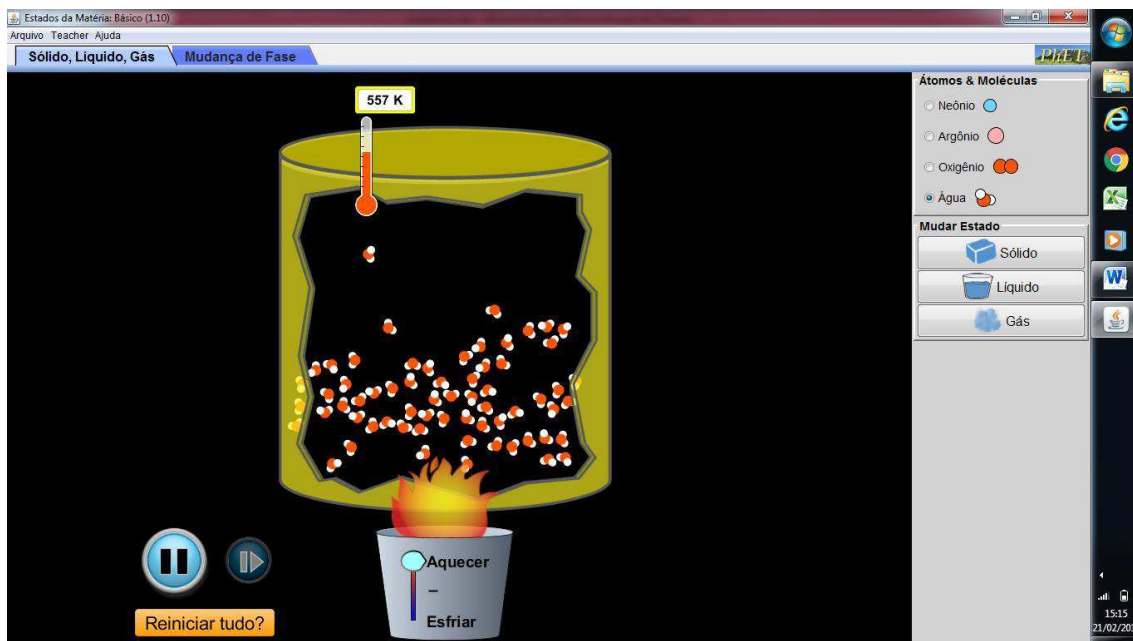 Estados da Matéria: Básico (1.10)
Arquivo Teacher Ajuda
Sólido, Líquido, Gás
Mudança de Fase
PhET
557 K
Átomos & Moléculas
Neônio
Argônio
Oxigênio
Água
Mudar Estado
Sólido
Líquido
Gás
Aquecer
Esfriar
Reiniciar tudo?
15:15